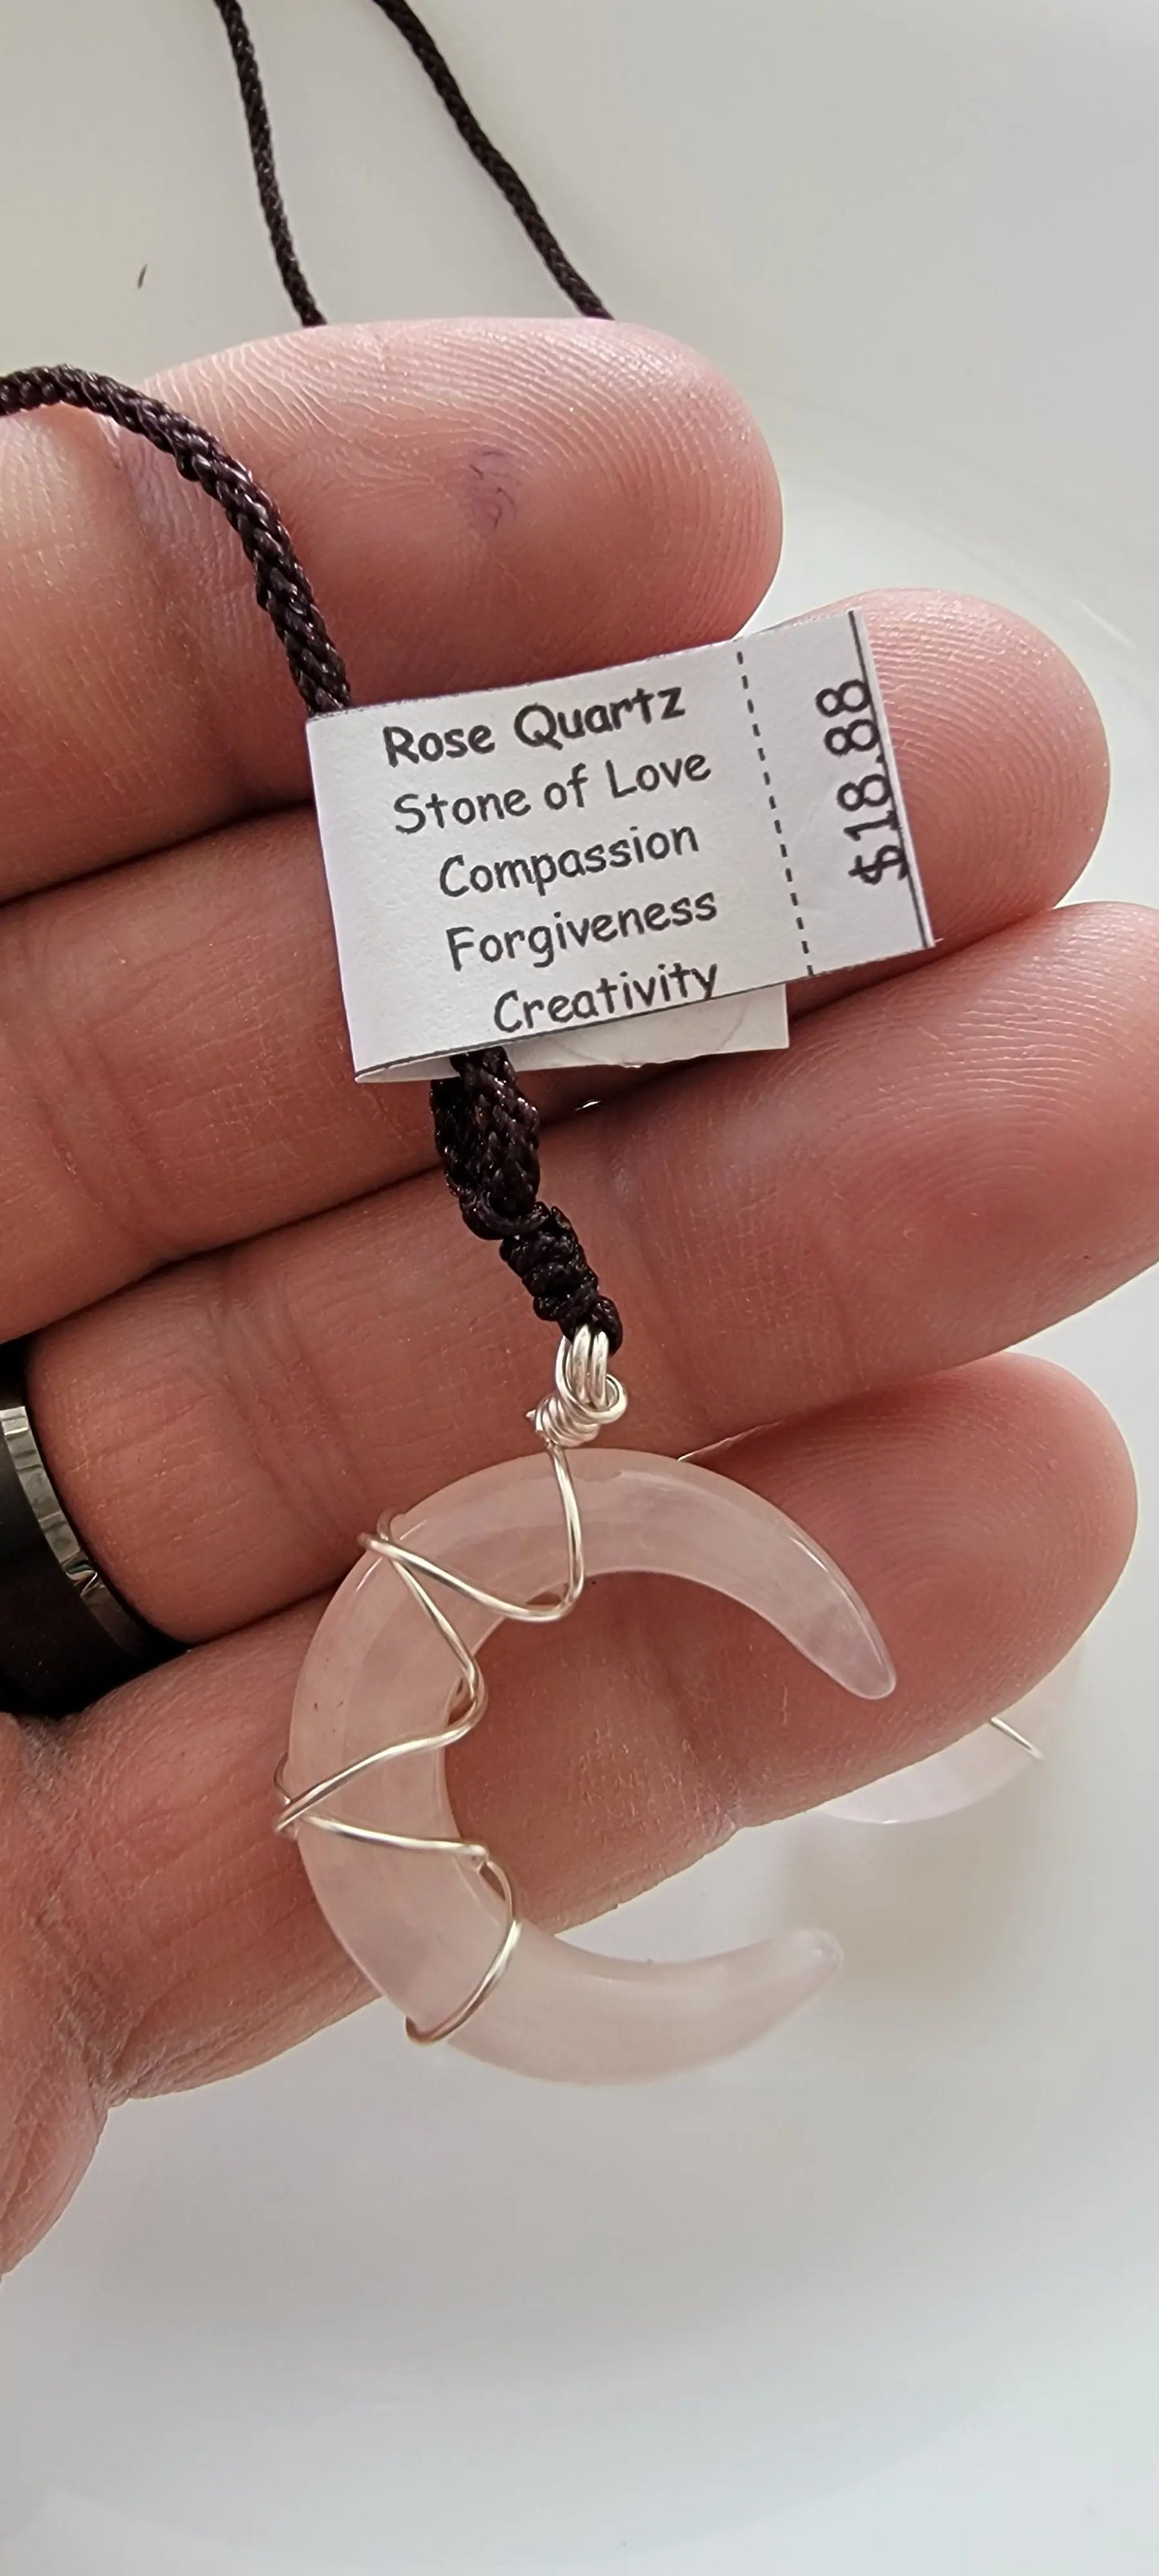 Rose Quartz
Stone of Love
Compassion
Forgiveness
Creativity
$18.88